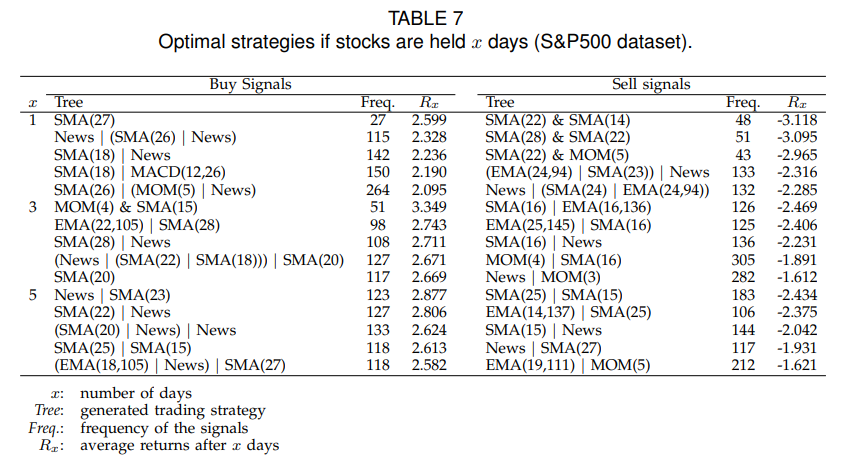 TABLE 7
Optimal strategies if stocks are held x days (S&P500 dataset).
Buy Signals Sell signals
x Tree Freq. Rx Tree Freq. Rx
1 SMA(27) 27 2.599 SMA(22) & SMA(14) 48 -3.118
News | (SMA(26) | News) 115 2.328 SMA(28) & SMA(22) 51 -3.095
SMA(18) | News 142 2.236 SMA(22) & MOM(5) 43 -2.965
SMA(18) | MACD(12,26) 150 2.190 (EMA(24,94) | SMA(23)) | News 133 -2.316
SMA(26) | (MOM(5) | News) 264 2.095 News | (SMA(24) | EMA(24,94)) 132 -2.285
3 MOM(4) & SMA(15) 51 3.349 SMA(16) | EMA(16,136) 126 -2.469
EMA(22,105) | SMA(28) 98 2.743 EMA(25,145) | SMA(16) 125 -2.406
SMA(28) | News 108 2.711 SMA(16) | News 136 -2.231
(News | (SMA(22) | SMA(18))) | SMA(20) 127 2.671 MOM(4) | SMA(16) 305 -1.891
SMA(20) 117 2.669 News | MOM(3) 282 -1.612
5 News | SMA(23) 123 2.877 SMA(25) | SMA(15) 183 -2.434
SMA(22) | News 127 2.806 EMA(14,137) | SMA(25) 106 -2.375
(SMA(20) | News) | News 133 2.624 SMA(15) | News 144 -2.042
SMA(25) | SMA(15) 118 2.613 News | SMA(27) 117 -1.931
(EMA(18,105) | News) | SMA(27) 118 2.582 EMA(19,111) | MOM(5) 212 -1.621
x: number of days
Tree: generated trading strategy
Freq.: frequency of the signals
Rx: average returns after x days